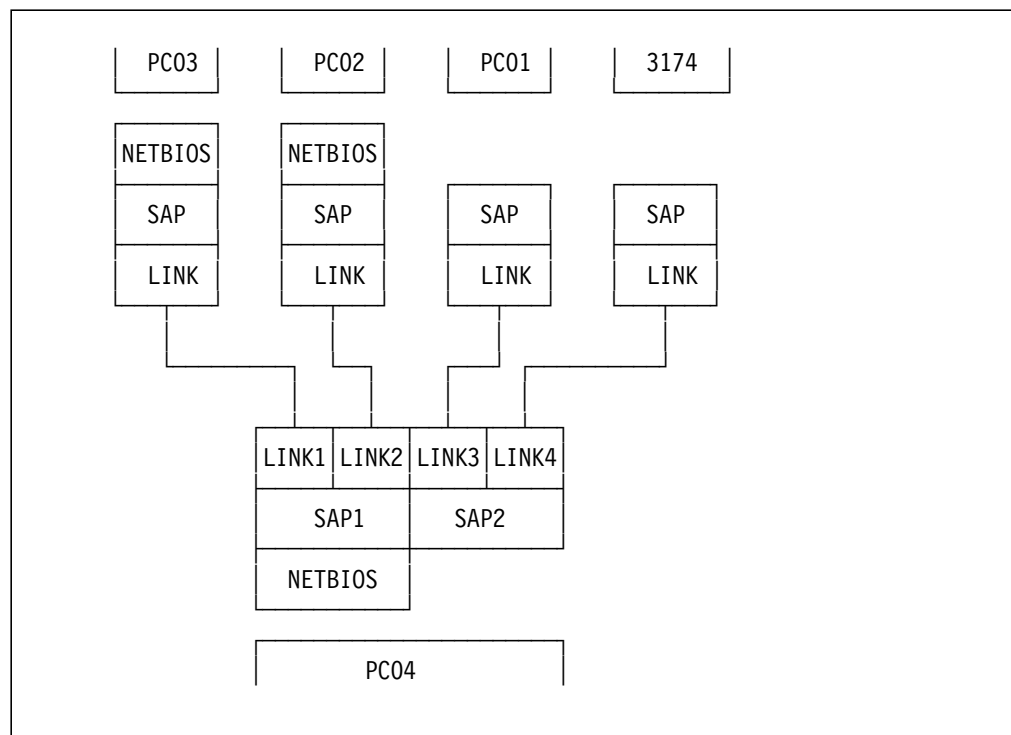 PC03 PC02 PC01 3174
NETBIOS NETBIOS
SAP SAP SAP SAP
LINK LINK LINK LINK
LINK1 LINK2 LINK3 LINK4
SAP1 SAP2
NETBIOS
PC04